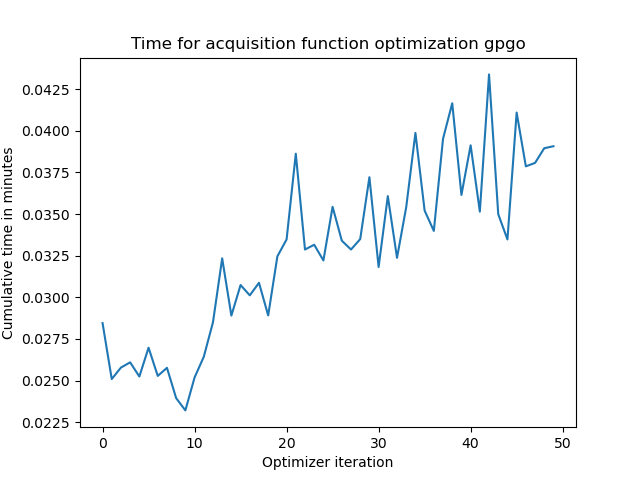 Time for acquisition function optimization gpgo
0.0425
0.0400
0.0375
0.0350
0.0325
0.0300
0.0275
0.0250
0.0225
Cumulative time in minutes
0 10 20 30 40 50
Optimizer iteration